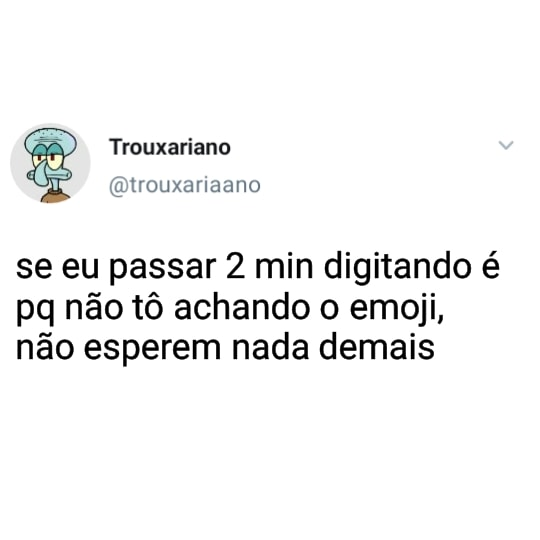 Trouxariano
@trouxariaano
se eu passar 2 min digitando é
pq não tô achando o emoji,
não esperem nada demais